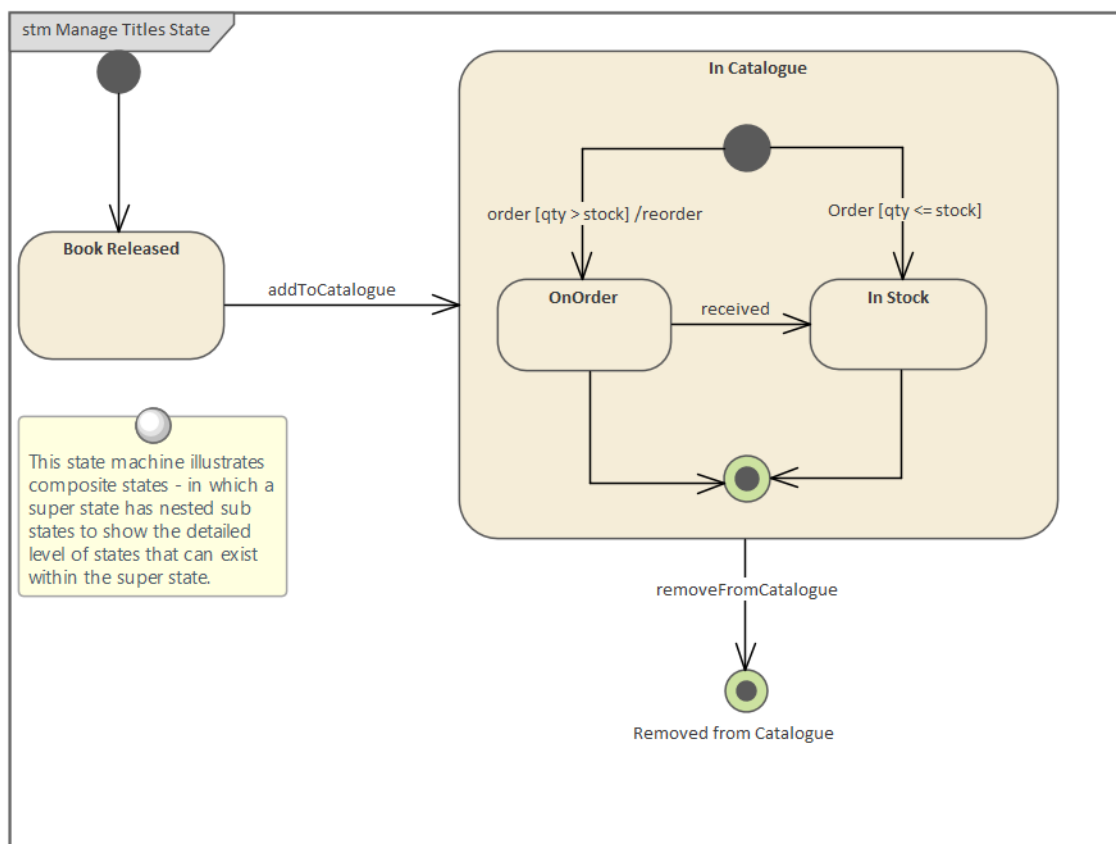 stm Manage Titles State
In Catalogue
order [qty > stock] /reorder
Order [qty <= stock]
Book Released
addToCatalogue
OnOrder
received
In Stock
This state machine illustrates
composite states - in which a
super state has nested sub
states to show the detailed
level of states that can exist
within the super state.
removeFromCatalogue
Removed from Catalogue